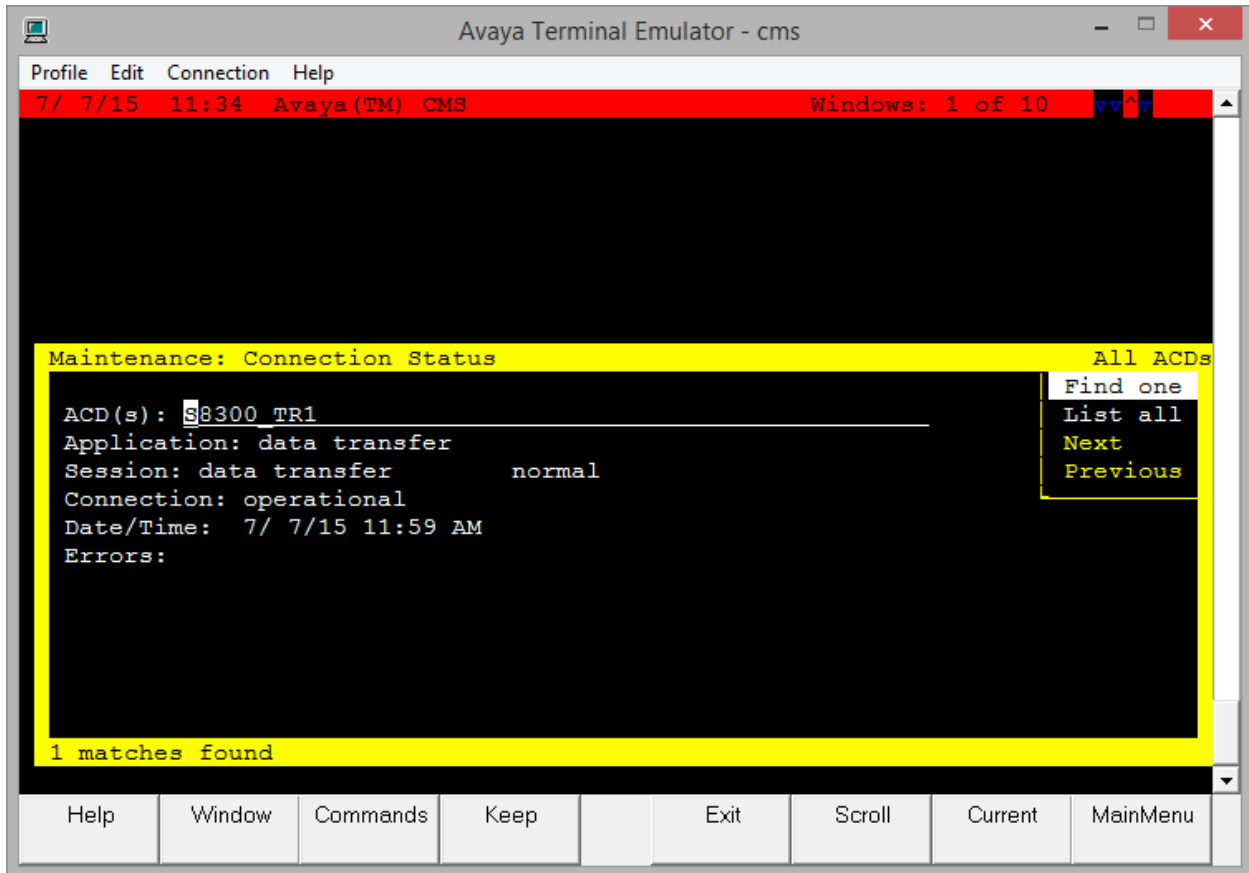 Avaya Terminal Emulator - cms
Profile Edit Connection Help
7/ 7/15 11:34 Avaya(TM) CMS Windows: 1 of 10 vv^v
Maintenance: Connection Status All ACDs
Find one
ACD(s): S8300_TR1 List all
Application: data transfer Next
Session: data transfer normal Previous
Connection: operational
Date/Time: 7/ 7/15 11:59 AM
Errors:
1 matches found
Help Window Commands Keep Exit Scroll Current MainMenu